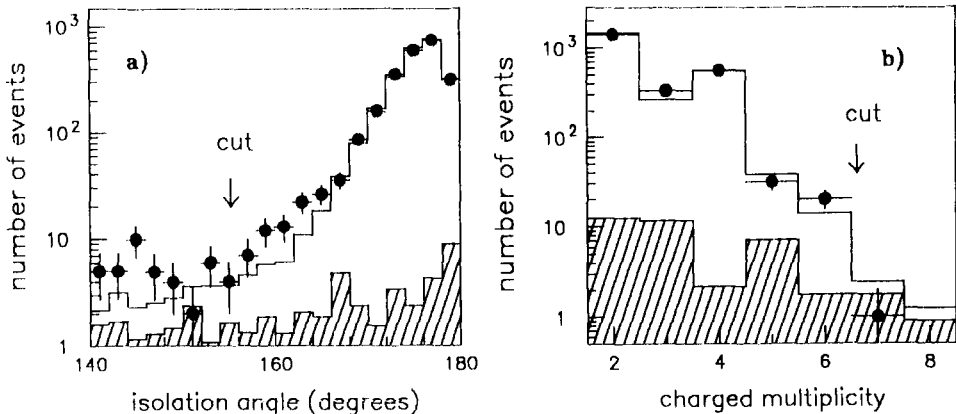 a)
number of events
10³
10²
10
1
cut
140
160
180
isolation angle (degrees)
b)
number of events
10³
10²
10
1
cut
2
4
6
8
charged multiplicity